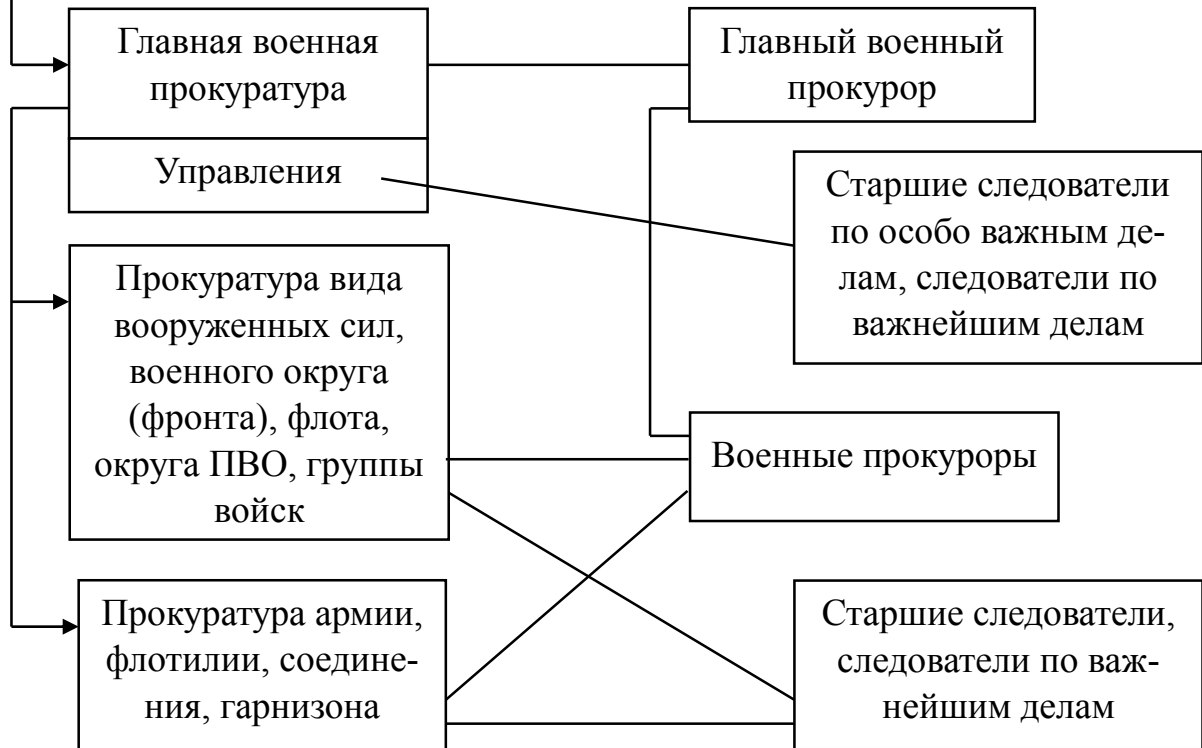 Главная военная
прокуратура
Главный военный
прокурор
Управления
Старшие следователи
по особо важным де-
лам, следователи по
важнейшим делам
Прокуратура вида
вооруженных сил,
военного округа
(фронта), флота,
округа ПВО, группы
войск
Военные прокуроры
Прокуратура армии,
флотилии, соедине-
ния, гарнизона
Старшие следователи,
следователи по важ-
нейшим делам